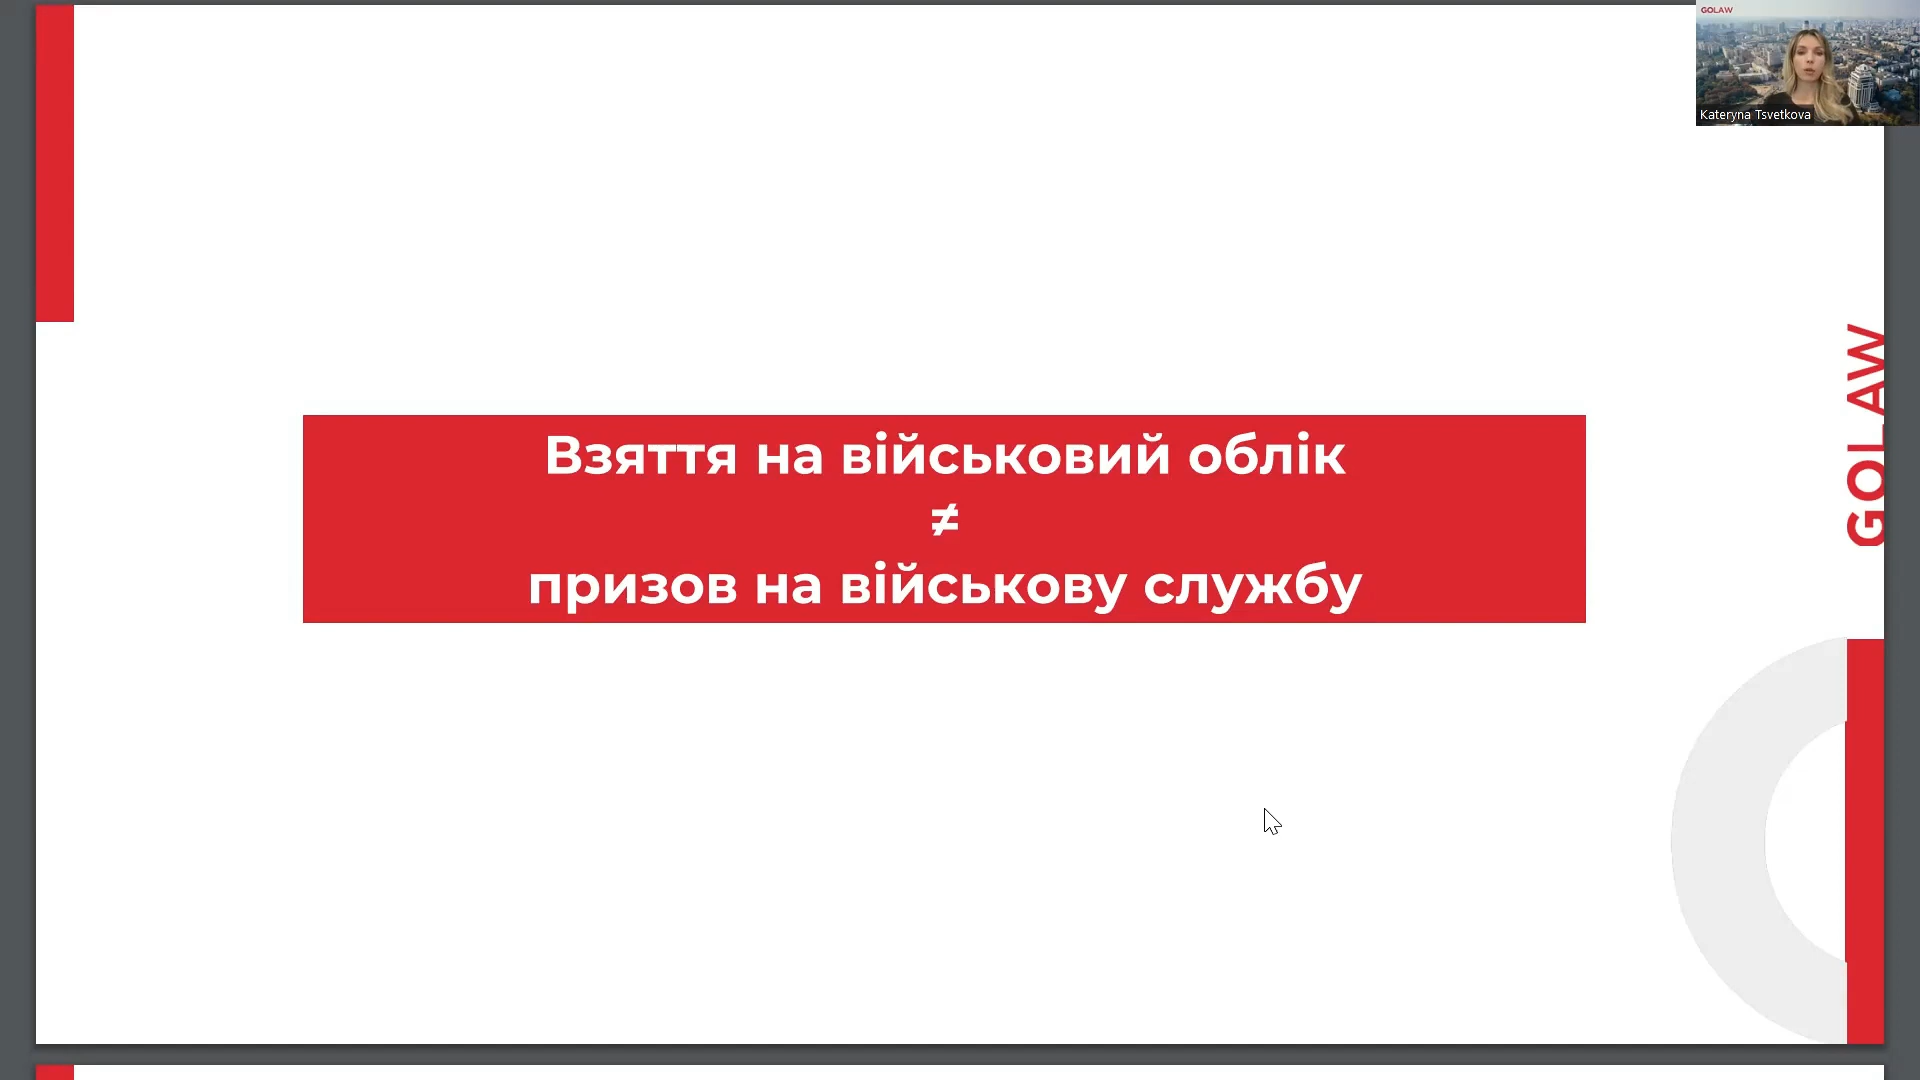 GOLAW
Kateryna Tsvetkova
Взяття на військовий облік
≠
призов на військову службу
GOLAW